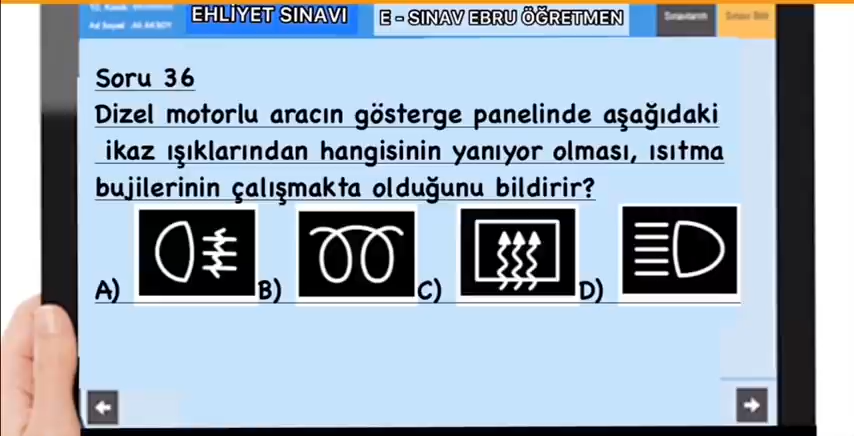 EHLİYET SINAVI
E - SINAV EBRU ÖĞRETMEN
Sınavlarım
Soru 36
Dizel motorlu aracın gösterge panelinde aşağıdaki
ikaz ışıklarından hangisinin yanıyor olması, ısıtma
bujilerinin çalışmakta olduğunu bildirir?
A) B) C) D)